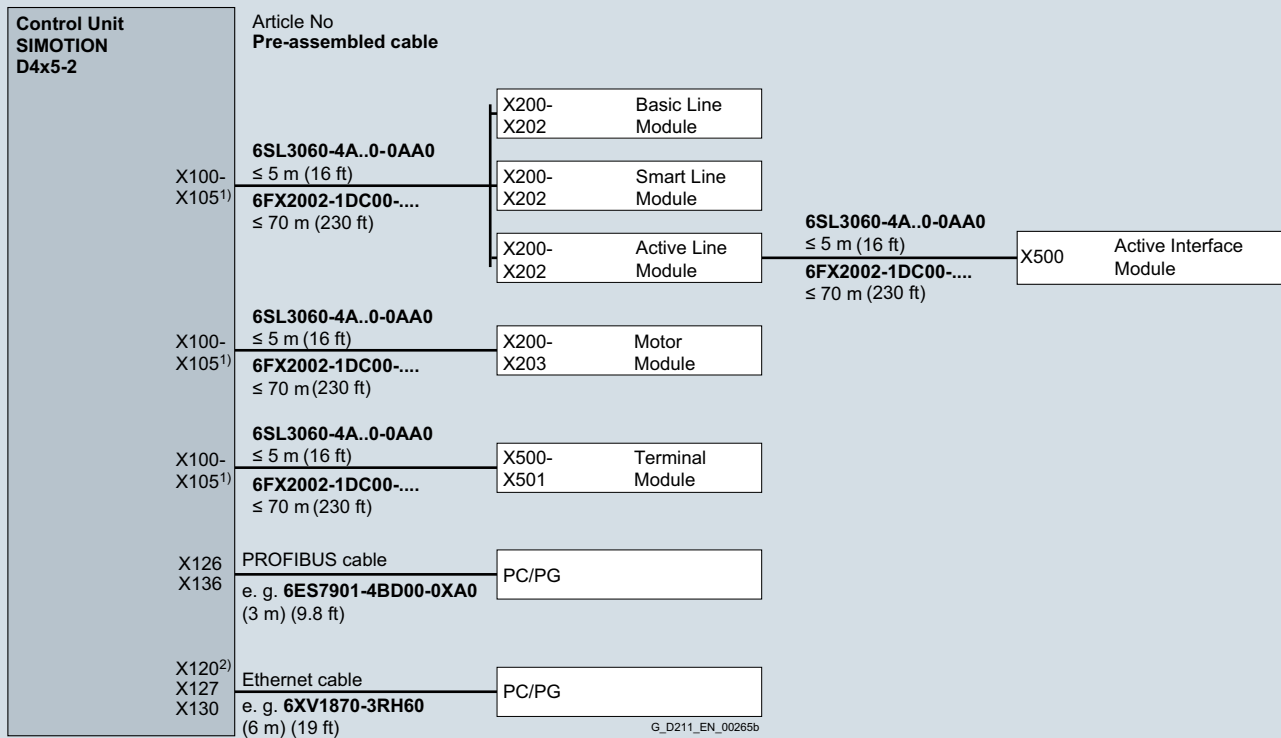 Control Unit
SIMOTION
D4x5-2
Article No
Pre-assembled cable
X100-
X105¹⁾
6SL3060-4A..0-0AA0
≤ 5 m (16 ft)
6FX2002-1DC00-....
≤ 70 m (230 ft)
X200- Basic Line
X202 Module
X200- Smart Line
X202 Module
X200- Active Line
X202 Module
6SL3060-4A..0-0AA0
≤ 5 m (16 ft)
6FX2002-1DC00-....
≤ 70 m (230 ft)
X500 Active Interface
Module
X100-
X105¹⁾
6SL3060-4A..0-0AA0
≤ 5 m (16 ft)
6FX2002-1DC00-....
≤ 70 m (230 ft)
X200- Motor
X203 Module
X100-
X105¹⁾
6SL3060-4A..0-0AA0
≤ 5 m (16 ft)
6FX2002-1DC00-....
≤ 70 m (230 ft)
X500- Terminal
X501 Module
X126
X136
PROFIBUS cable
e. g. 6ES7901-4BD00-0XA0
(3 m) (9.8 ft)
PC/PG
X120²⁾
X127
X130
Ethernet cable
e. g. 6XV1870-3RH60
(6 m) (19 ft)
PC/PG
G_D211_EN_00265b